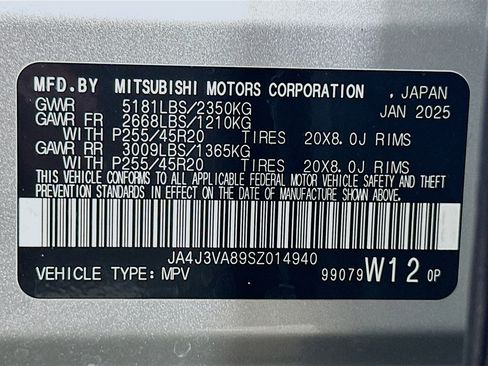 MFD.BY MITSUBISHI MOTORS CORPORATION , JAPAN
GVWR 5181LBS/2350KG JAN 2025
GAWR FR 2668LBS/1210KG
WITH P255/45R20 TIRES 20X8.0J RIMS
GAWR RR 3009LBS/1365KG
WITH P255/45R20 TIRES 20X8.0J RIMS
THIS VEHICLE CONFORMS TO ALL APPLICABLE FEDERAL MOTOR VEHICLE SAFETY AND THEFT
PREVENTION STANDARDS IN EFFECT ON THE DATE OF MANUFACTURE SHOWN ABOVE.
JA4J3VA89SZ014940
VEHICLE TYPE: MPV 99079 W12 0P